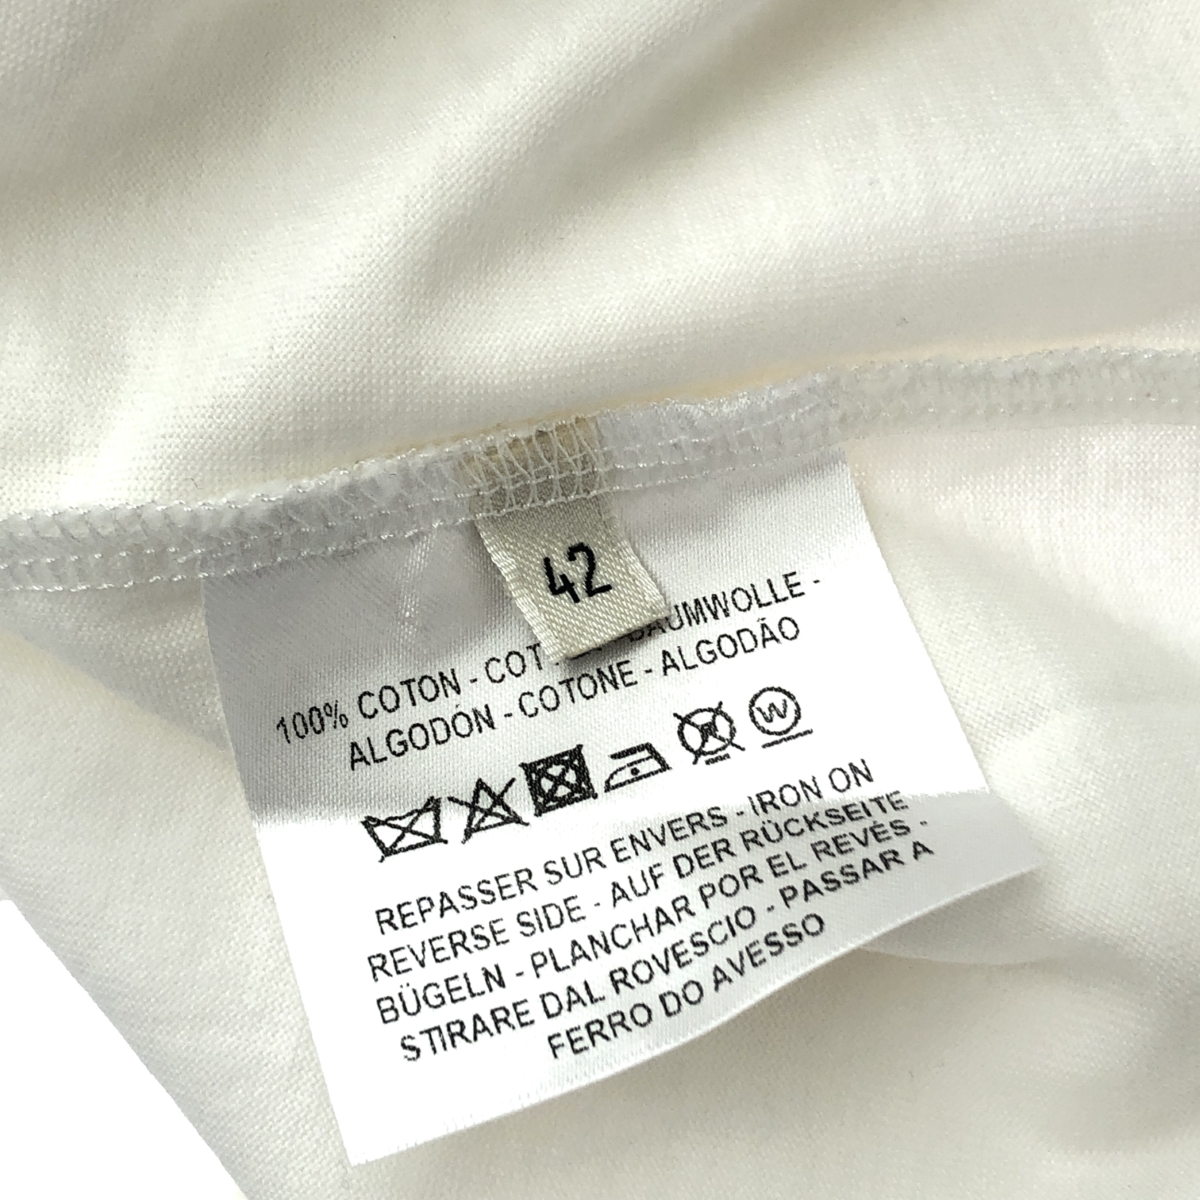 42
100% COTON - COT BAUMWOLLE -
ALGODÓN - COTONE - ALGODÃO
W
REPASSER SUR ENVERS - IRON ON
REVERSE SIDE - AUF DER RÜCKSEITE
BÜGELN - PLANCHAR POR EL REVÉS -
STIRARE DAL ROVESCIO - PASSAR A
FERRO DO AVESSO